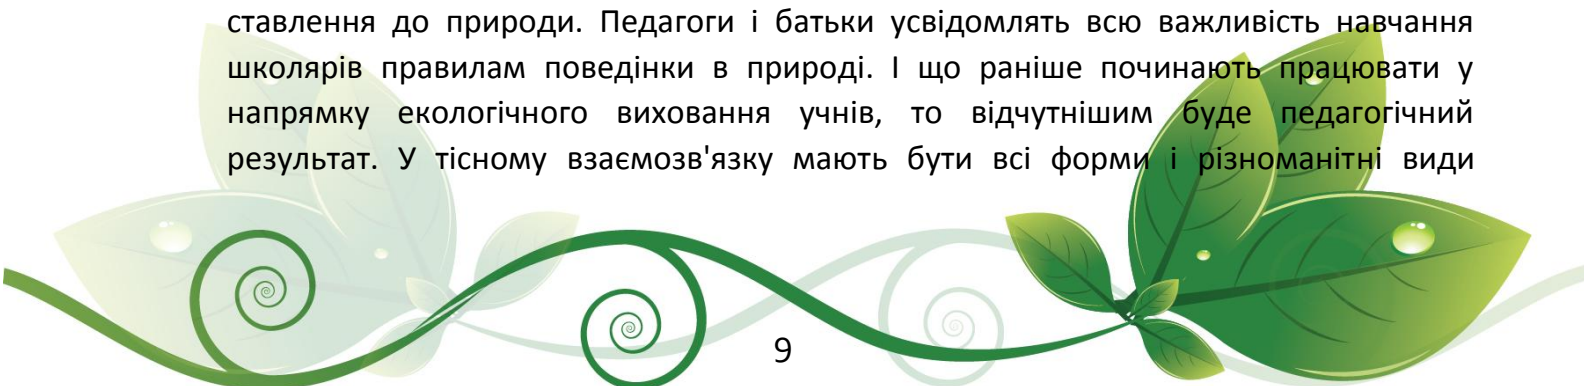 ставлення до природи. Педагоги і батьки усвідомлять всю важливість навчання
школярів правилам поведінки в природі. І що раніше починають працювати у
напрямку екологічного виховання учнів, то відчутнішим буде педагогічний
результат. У тісному взаємозв'язку мають бути всі форми і різноманітні види
9